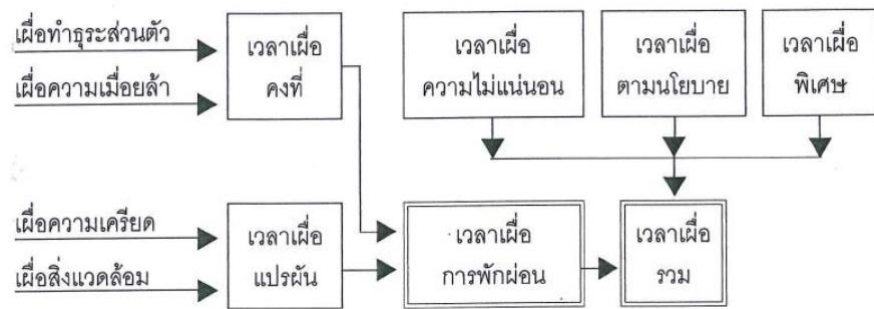 เผื่อทำธุระส่วนตัว
เผื่อความเมื่อยล้า
เวลาเผื่อ
คงที่
เวลาเผื่อ
ความไม่แน่นอน
เวลาเผื่อ
ตามนโยบาย
เวลาเผื่อ
พิเศษ
เผื่อความเครียด
เผื่อสิ่งแวดล้อม
เวลาเผื่อ
แปรผัน
เวลาเผื่อ
การพักผ่อน
เวลาเผื่อ
รวม